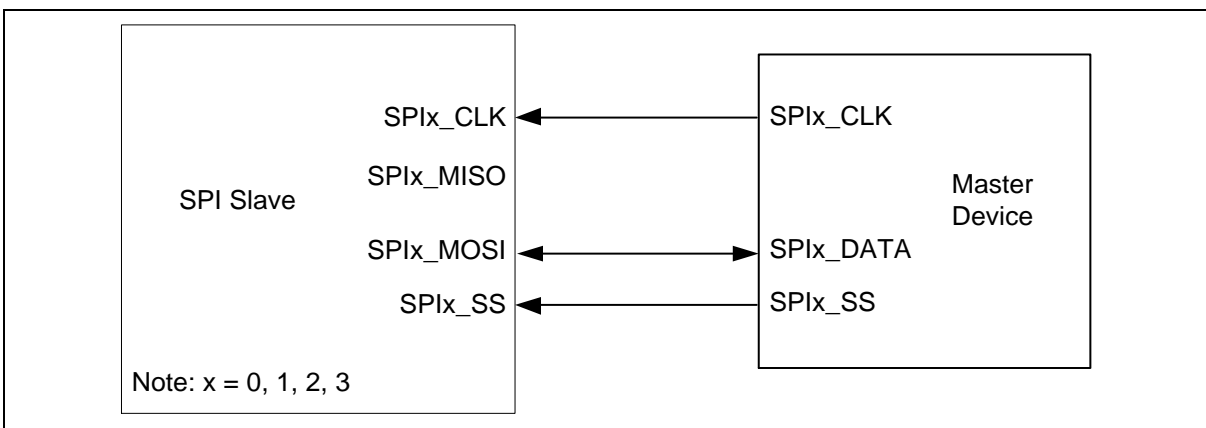 SPIx_CLK
SPIx_MISO
SPI Slave
SPIx_MOSI
SPIx_SS
Note: x = 0, 1, 2, 3
SPIx_CLK
Master
Device
SPIx_DATA
SPIx_SS